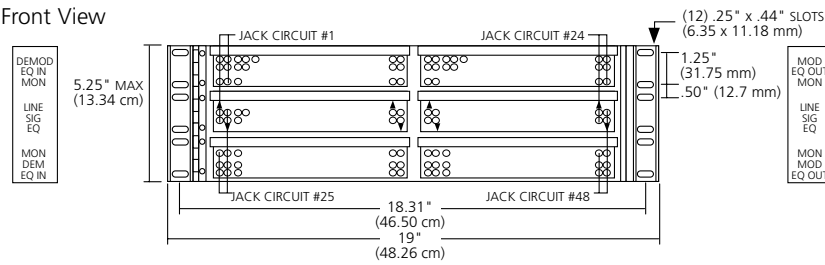 Front View
(12) .25" x .44" SLOTS
(6.35 x 11.18 mm)
JACK CIRCUIT #1
JACK CIRCUIT #24
DEMOD
EQ IN
MON
LINE
SIG
EQ
MON
DEM
EQ IN
5.25" MAX
(13.34 cm)
1.25"
(31.75 mm)
.50" (12.7 mm)
MOD
EQ OUT
MON
LINE
SIG
EQ
MON
MOD
EQ OUT
JACK CIRCUIT #25
JACK CIRCUIT #48
18.31"
(46.50 cm)
19"
(48.26 cm)